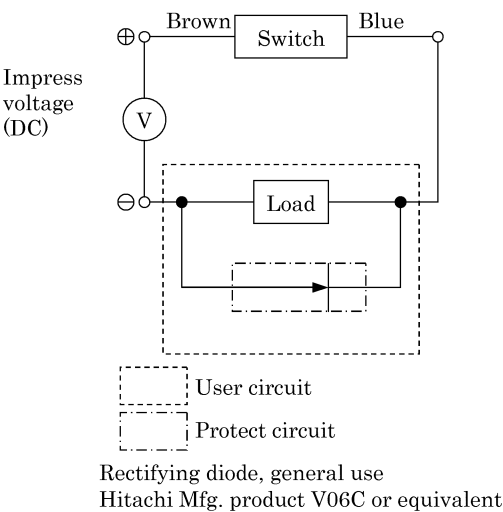 Brown
Switch
Blue
⊕
Impress
voltage
(DC)
V
⊖
Load
User circuit
Protect circuit
Rectifying diode, general use
Hitachi Mfg. product V06C or equivalent